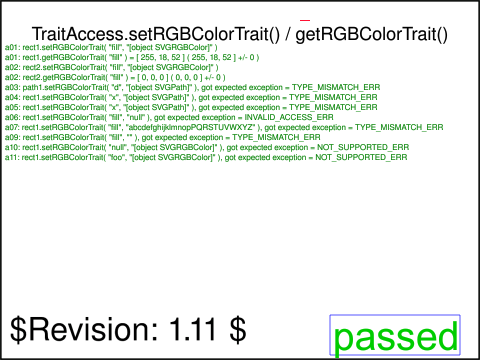 TraitAccess.setRGBColorTrait() / getRGBColorTrait()
a01: rect1.setRGBColorTrait( "fill", "[object SVGRGBColor]" )
a01: rect1.getRGBColorTrait( "fill" ) = [ 255, 18, 52 ] ( 255, 18, 52 ] +/- 0 )
a02: rect2.setRGBColorTrait( "fill", "[object SVGRGBColor]" )
a02: rect2.getRGBColorTrait( "fill" ) = [ 0, 0, 0 ] ( 0, 0, 0 ] +/- 0 )
a03: path1.setRGBColorTrait( "d", "[object SVGPath]" ), got expected exception = TYPE_MISMATCH_ERR
a04: rect1.setRGBColorTrait( "x", "[object SVGPath]" ), got expected exception = TYPE_MISMATCH_ERR
a05: rect1.setRGBColorTrait( "x", "[object SVGPath]" ), got expected exception = TYPE_MISMATCH_ERR
a06: rect1.setRGBColorTrait( "fill", "null" ), got expected exception = INVALID_ACCESS_ERR
a07: rect1.setRGBColorTrait( "fill", "abcdefghijklmnopPQRSTUVWXYZ" ), got expected exception = TYPE_MISMATCH_ERR
a09: rect1.setRGBColorTrait( "fill", "" ), got expected exception = TYPE_MISMATCH_ERR
a10: rect1.setRGBColorTrait( "null", "[object SVGRGBColor]" ), got expected exception = NOT_SUPPORTED_ERR
a11: rect1.setRGBColorTrait( "foo", "[object SVGRGBColor]" ), got expected exception = NOT_SUPPORTED_ERR
$Revision: 1.11 $
passed